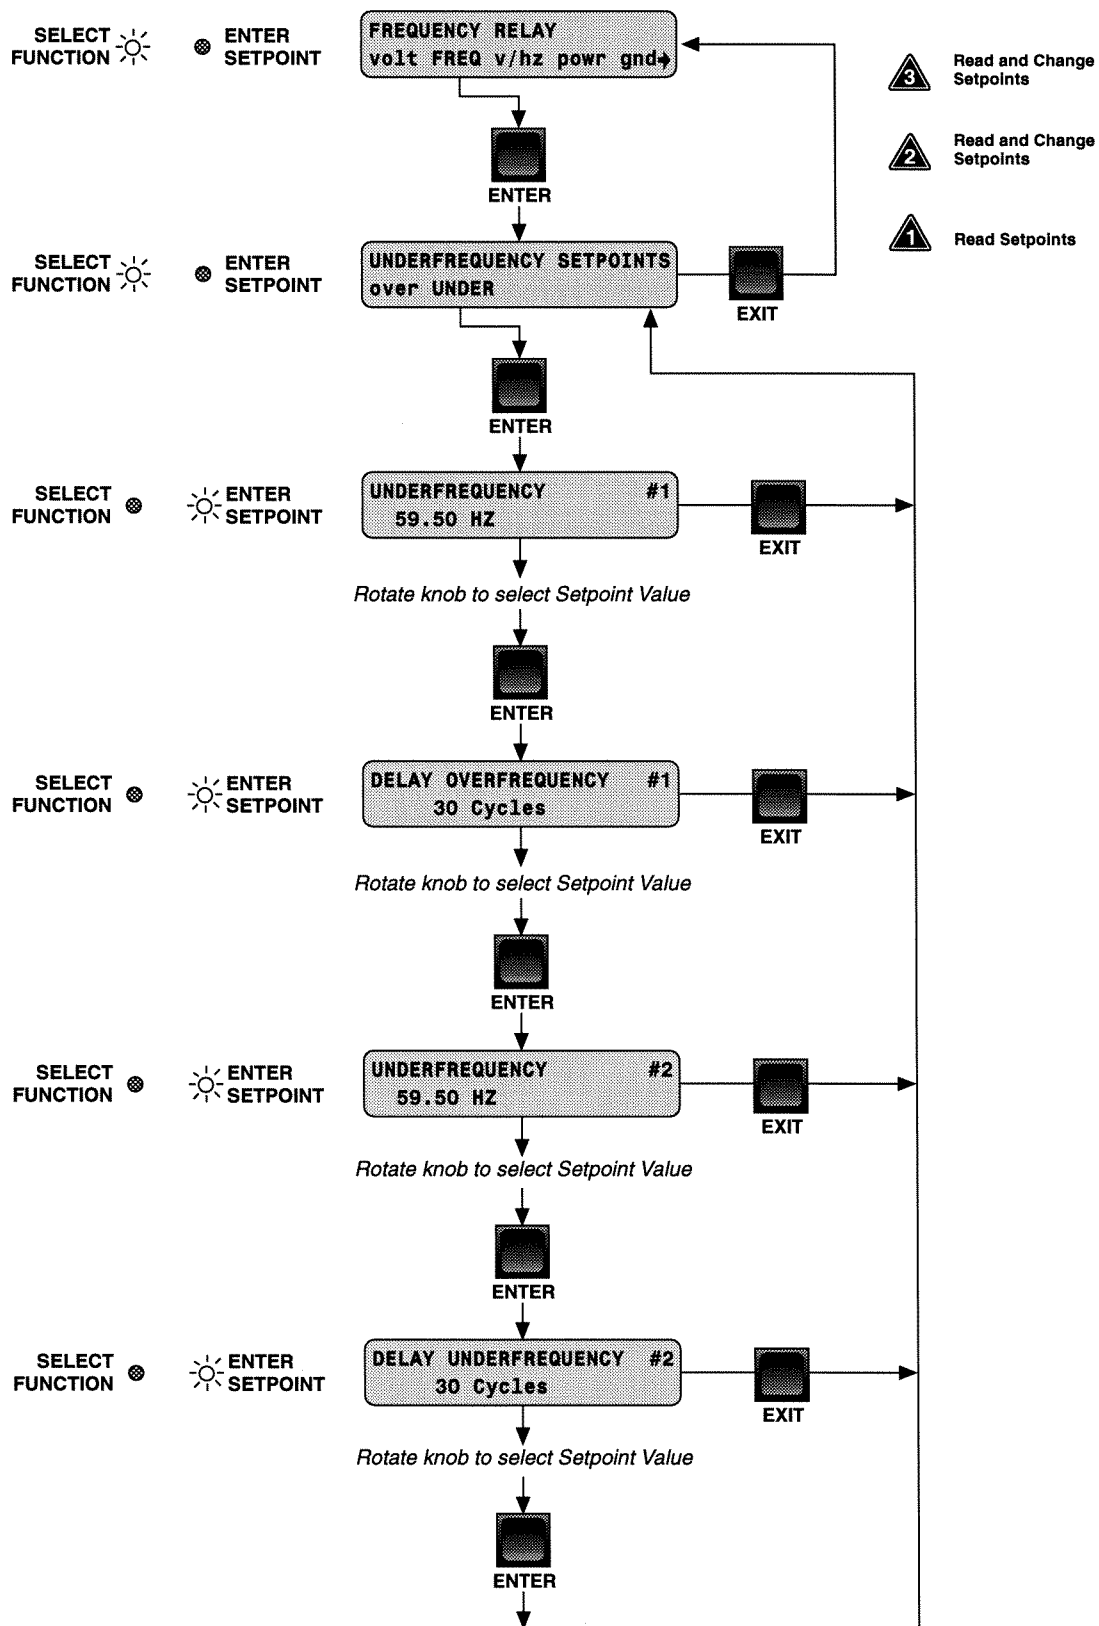 SELECT
FUNCTION
ENTER
SETPOINT
FREQUENCY RELAY
volt FREQ v/hz powr gnd→
3
Read and Change
Setpoints
2
Read and Change
Setpoints
1
Read Setpoints
ENTER
SELECT
FUNCTION
ENTER
SETPOINT
UNDERFREQUENCY SETPOINTS
over UNDER
EXIT
ENTER
SELECT
FUNCTION
ENTER
SETPOINT
UNDERFREQUENCY #1
59.50 HZ
EXIT
Rotate knob to select Setpoint Value
ENTER
SELECT
FUNCTION
ENTER
SETPOINT
DELAY OVERFREQUENCY #1
30 Cycles
EXIT
Rotate knob to select Setpoint Value
ENTER
SELECT
FUNCTION
ENTER
SETPOINT
UNDERFREQUENCY #2
59.50 HZ
EXIT
Rotate knob to select Setpoint Value
ENTER
SELECT
FUNCTION
ENTER
SETPOINT
DELAY UNDERFREQUENCY #2
30 Cycles
EXIT
Rotate knob to select Setpoint Value
ENTER